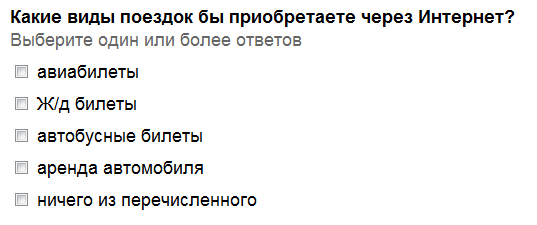 Какие виды поездок бы приобретаете через Интернет?
Выберите один или более ответов
авиабилеты
Ж/д билеты
автобусные билеты
аренда автомобиля
ничего из перечисленного